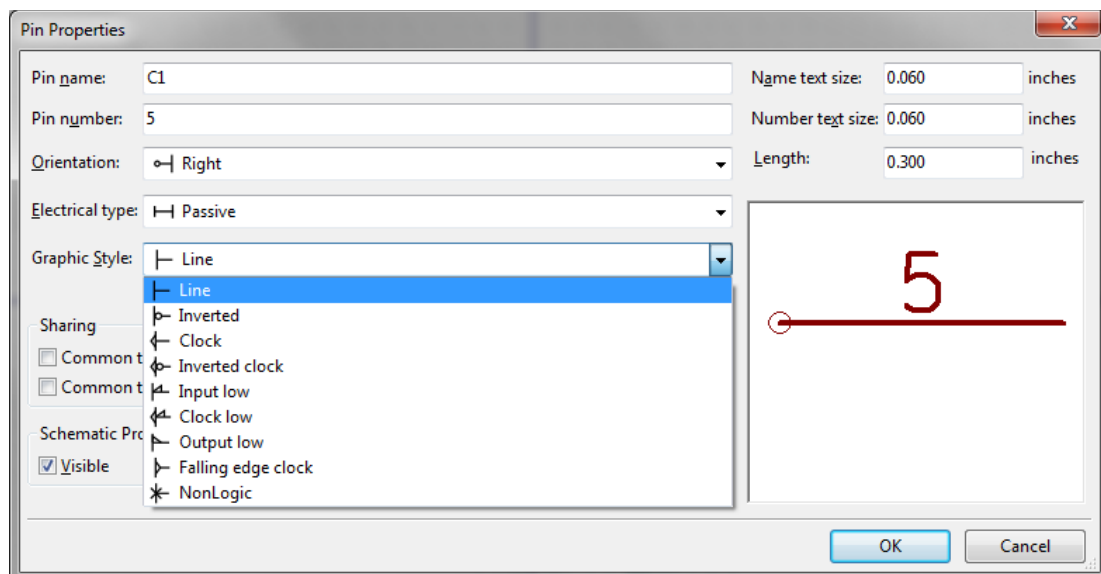 Pin Properties
x
Pin name: C1
Pin number: 5
Orientation: Right
Electrical type: Passive
Graphic Style: Line
Line
Inverted
Clock
Inverted clock
Input low
Clock low
Output low
Falling edge clock
NonLogic
Sharing
Common t
Common t
Schematic Pro
Visible
Name text size: 0.060 inches
Number text size: 0.060 inches
Length: 0.300 inches
5
OK
Cancel